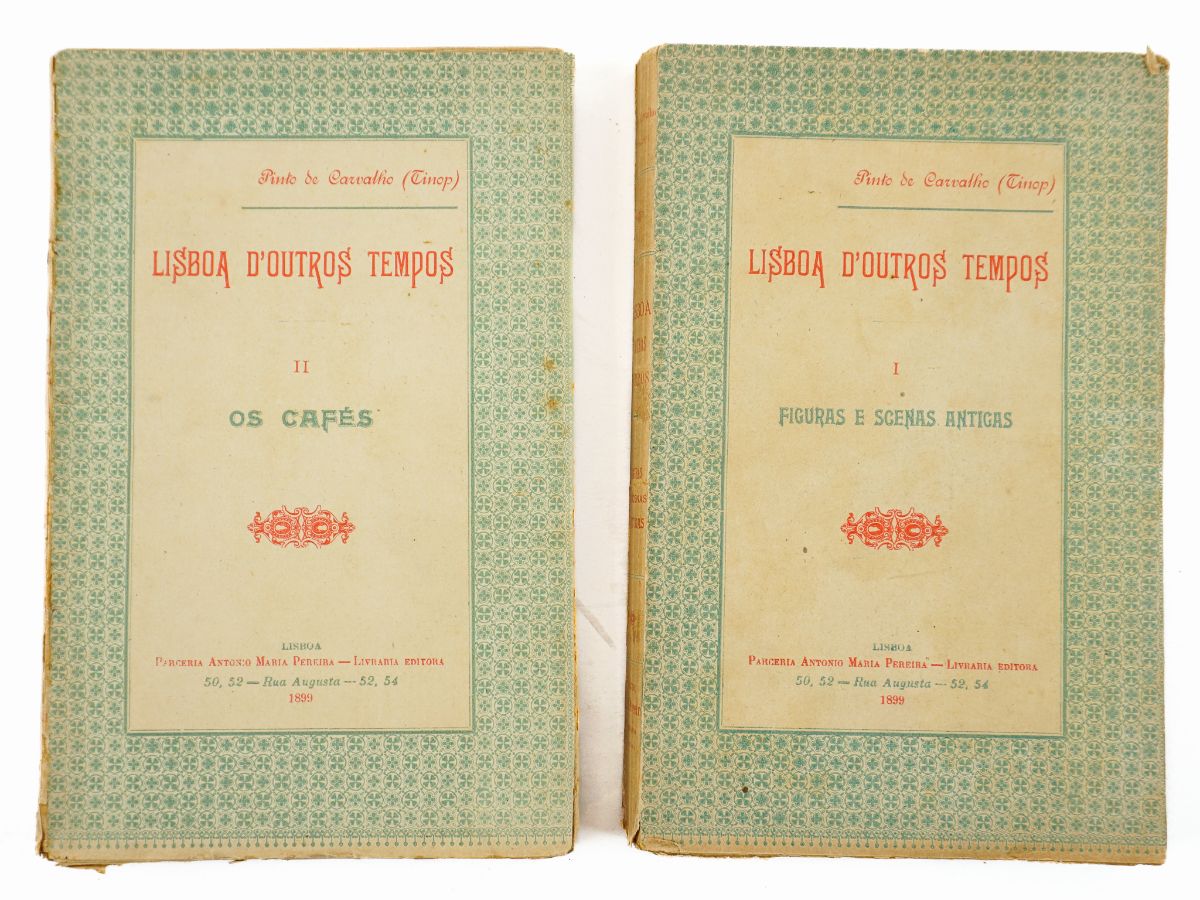 Pinto de Carvalho (Tinop)
LISBOA D'OUTROS TEMPOS
II
OS CAFÉS
LISBOA
PARCERIA ANTONIO MARIA PEREIRA — LIVRARIA EDITORA
50, 52 — Rua Augusta — 52, 54
1899
Pinto de Carvalho (Tinop)
LISBOA D'OUTROS TEMPOS
I
FIGURAS E SCENAS ANTIGAS
LISBOA
PARCERIA ANTONIO MARIA PEREIRA — LIVRARIA EDITORA
50, 52 — Rua Augusta — 52, 54
1899